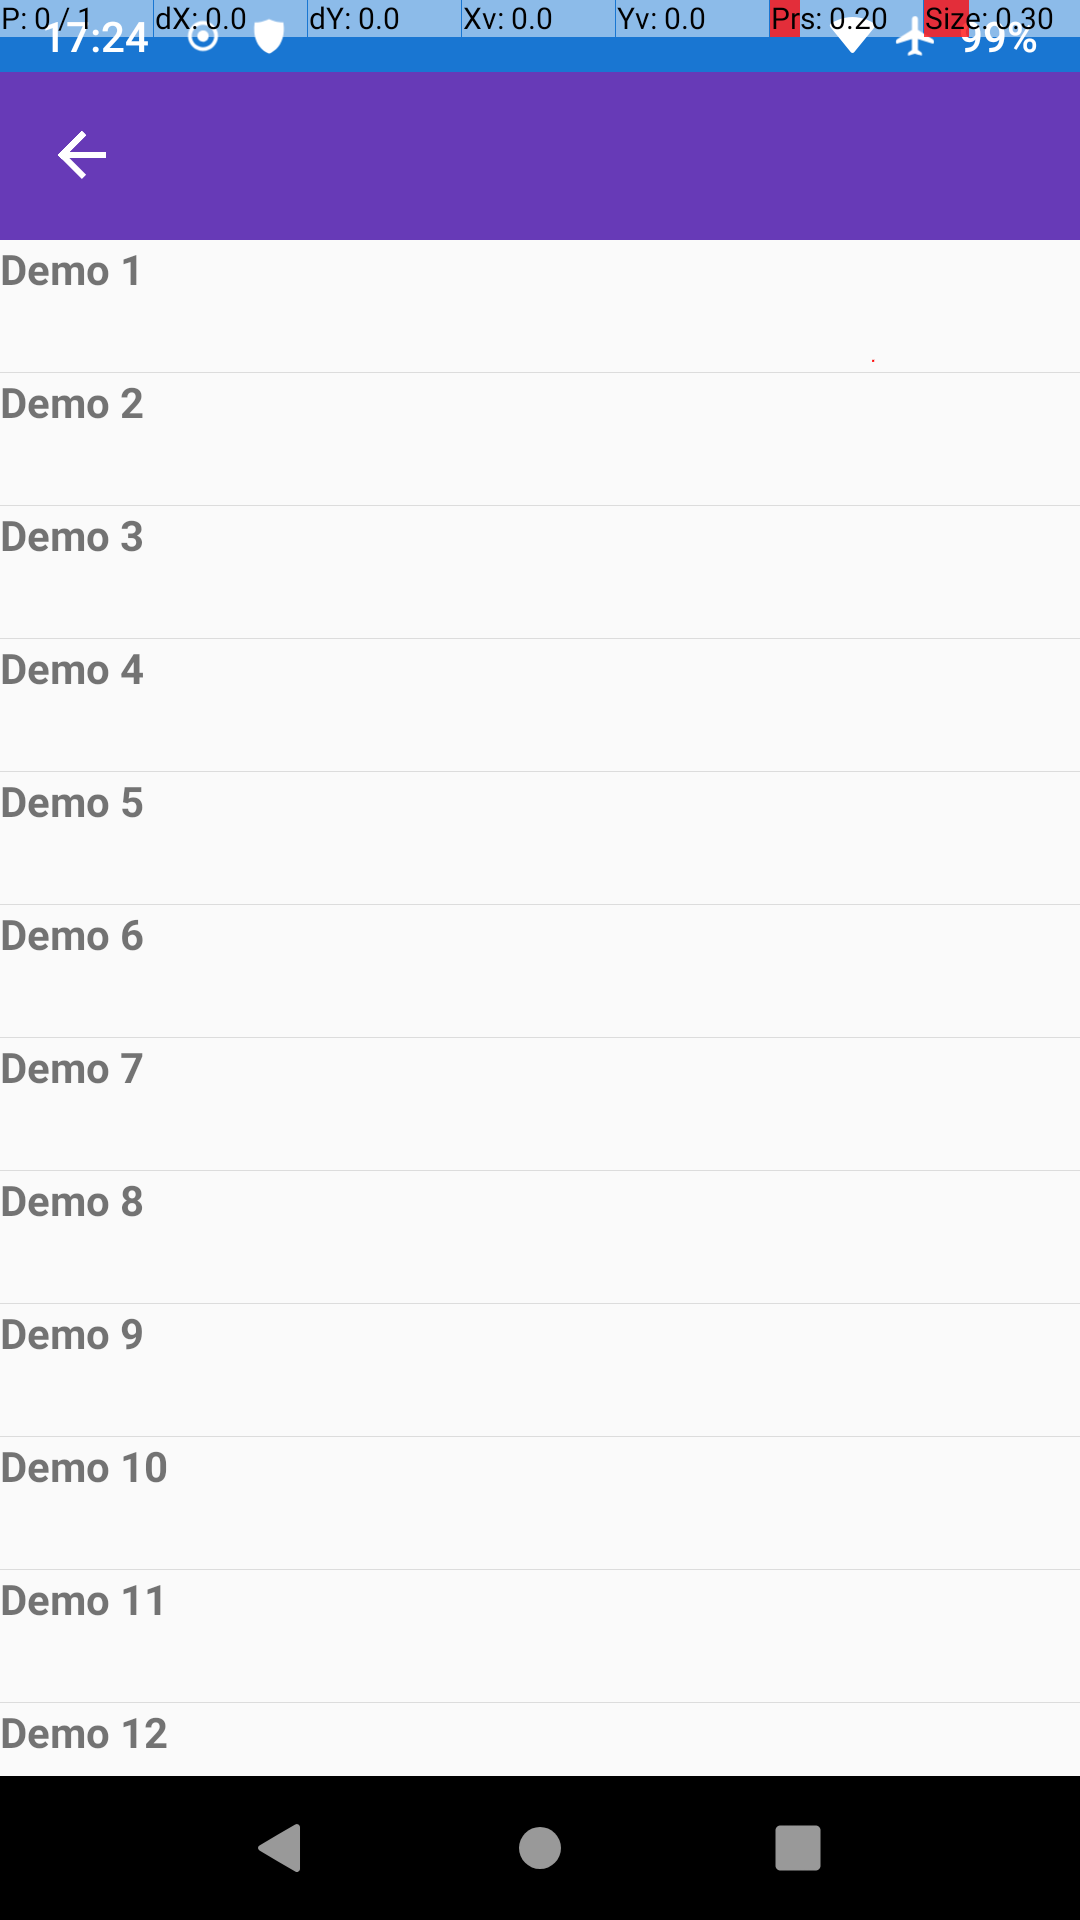 P: 0 / 1 dX: 0.0 dY: 0.0 Xv: 0.0 Yv: 0.0 Prs: 0.20 Size: 0.30
17:24 99%
Demo 1
Demo 2
Demo 3
Demo 4
Demo 5
Demo 6
Demo 7
Demo 8
Demo 9
Demo 10
Demo 11
Demo 12